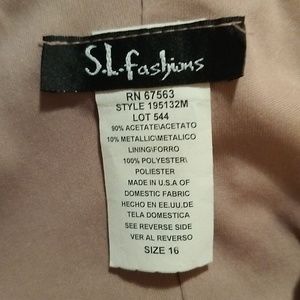 S.L. fashions
RN 67563
STYLE 195132M
LOT 544
90% ACETATE\ACETATO
10% METALLIC\METALICO
LINING\FORRO
100% POLYESTER\
POLIESTER
MADE IN U.S.A OF
DOMESTIC FABRIC
HECHO EN EE.UU.DE
TELA DOMESTICA
SEE REVERSE SIDE
VER AL REVERSO
SIZE 16